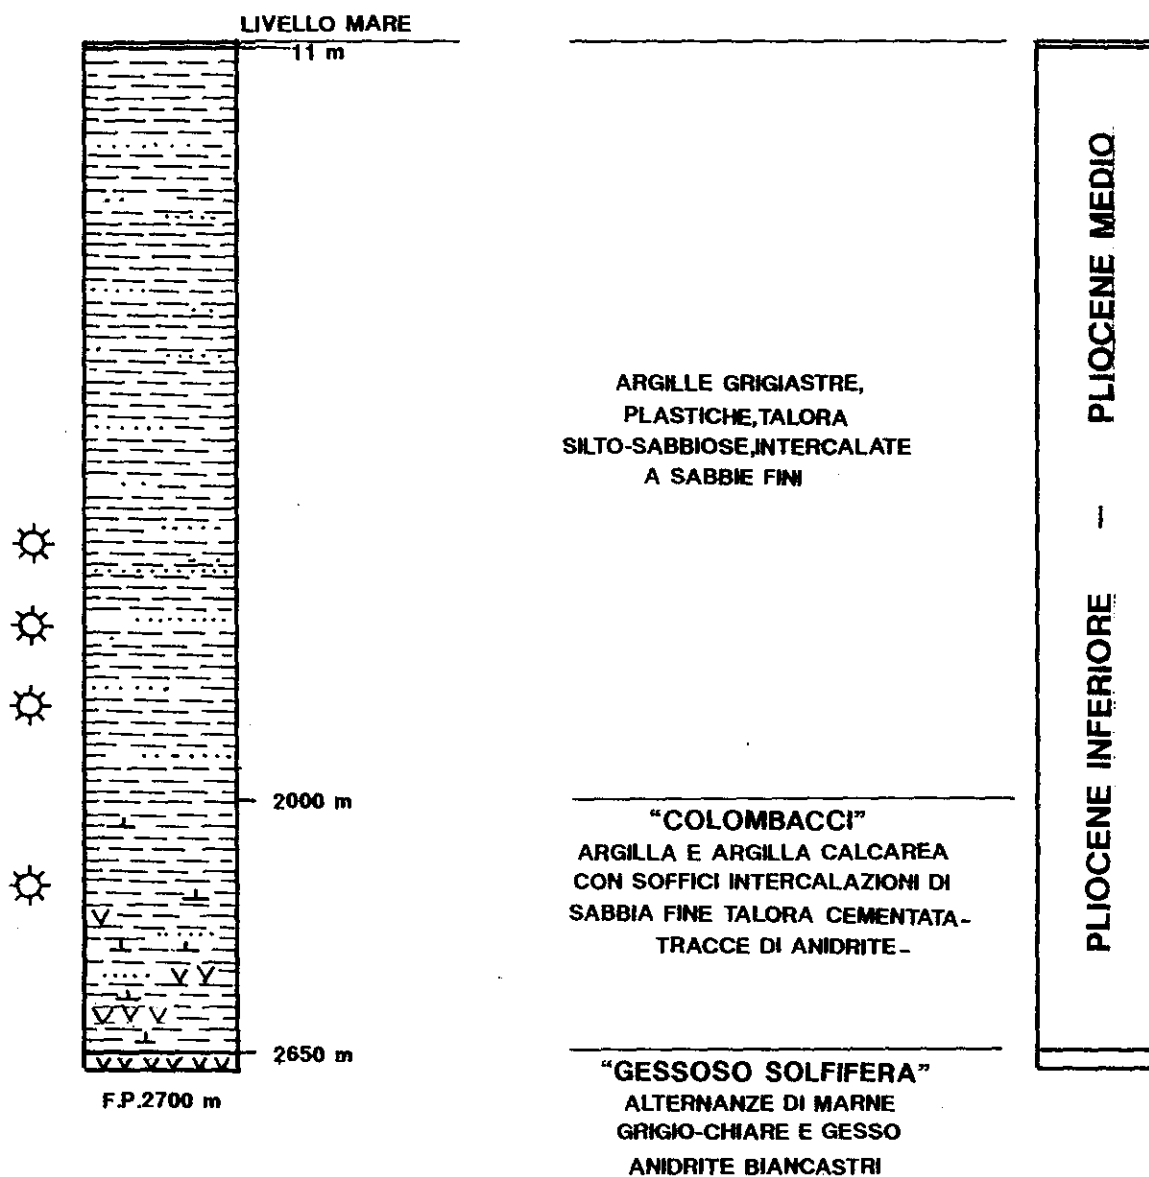 LIVELLO MARE
11 m
ARGILLE GRIGIASTRE,
PLASTICHE,TALORA
SILTO-SABBIOSE,INTERCALATE
A SABBIE FINI
2000 m
"COLOMBACCI"
ARGILLA E ARGILLA CALCAREA
CON SOFFICI INTERCALAZIONI DI
SABBIA FINE TALORA CEMENTATA-
TRACCE DI ANIDRITE-
2650 m
"GESSOSO SOLFIFERA"
ALTERNANZE DI MARNE
GRIGIO-CHIARE E GESSO
ANIDRITE BIANCASTRI
F.P.2700 m
PLIOCENE INFERIORE — PLIOCENE MEDIO